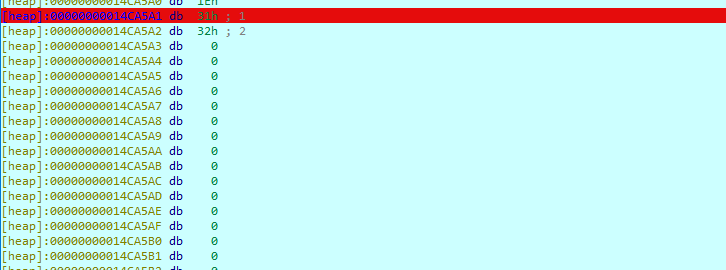 [heap]:00000000014CA5A0 db 1Eh
[heap]:00000000014CA5A1 db 31h ; 1
[heap]:00000000014CA5A2 db 32h ; 2
[heap]:00000000014CA5A3 db 0
[heap]:00000000014CA5A4 db 0
[heap]:00000000014CA5A5 db 0
[heap]:00000000014CA5A6 db 0
[heap]:00000000014CA5A7 db 0
[heap]:00000000014CA5A8 db 0
[heap]:00000000014CA5A9 db 0
[heap]:00000000014CA5AA db 0
[heap]:00000000014CA5AB db 0
[heap]:00000000014CA5AC db 0
[heap]:00000000014CA5AD db 0
[heap]:00000000014CA5AE db 0
[heap]:00000000014CA5AF db 0
[heap]:00000000014CA5B0 db 0
[heap]:00000000014CA5B1 db 0
[heap]:00000000014CA5B2 db 0